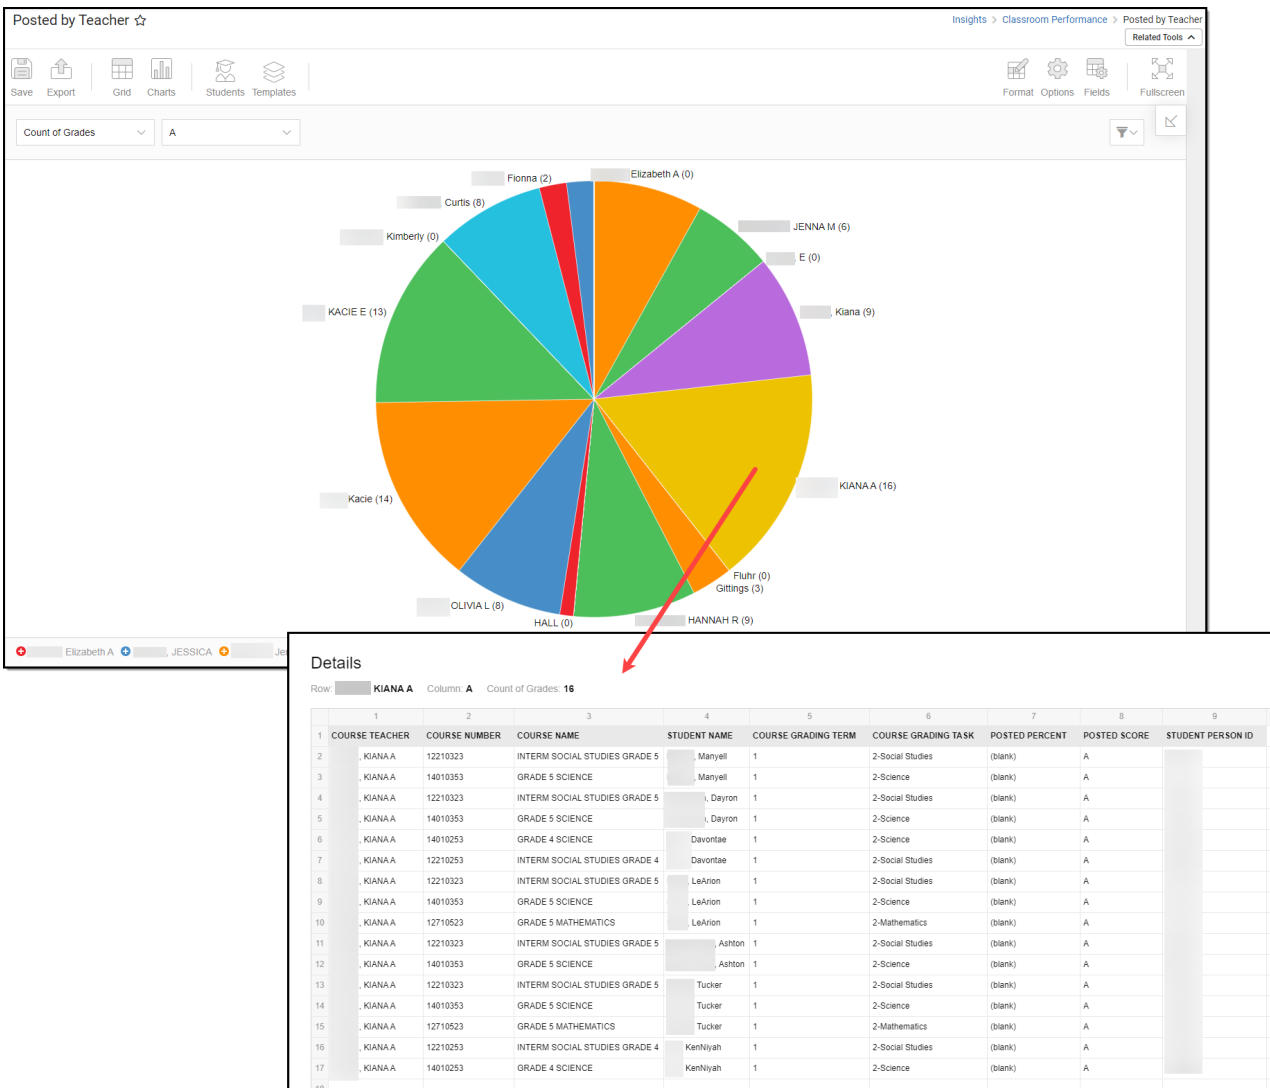 Posted by Teacher
Insights > Classroom Performance > Posted by Teacher
Related Tools
Save Export Grid Charts Students Templates Format Options Fields Fullscreen
Count of Grades A
Fionna (2)
Elizabeth A (0)
Curtis (8)
JENNA M (6)
Kimberly (0)
, E (0)
KACIE E (13)
, Kiana (9)
Kacie (14)
KIANA A (16)
Fluhr (0)
Gittings (3)
OLIVIA L (8)
HALL (0)
HANNAH R (9)
Elizabeth A , JESSICA Je
Details
Row: KIANA A Column: A Count of Grades: 16
1 2 3 4 5 6 7 8 9
1 COURSE TEACHER COURSE NUMBER COURSE NAME STUDENT NAME COURSE GRADING TERM COURSE GRADING TASK POSTED PERCENT POSTED SCORE STUDENT PERSON ID
2 , KIANA A 12210323 INTERM SOCIAL STUDIES GRADE 5 , Manyell 1 2-Social Studies (blank) A
3 , KIANA A 14010353 GRADE 5 SCIENCE , Manyell 1 2-Science (blank) A
4 , KIANA A 12210323 INTERM SOCIAL STUDIES GRADE 5 , Dayron 1 2-Social Studies (blank) A
5 , KIANA A 14010353 GRADE 5 SCIENCE , Dayron 1 2-Science (blank) A
6 , KIANA A 14010253 GRADE 4 SCIENCE Davontae 1 2-Science (blank) A
7 , KIANA A 12210253 INTERM SOCIAL STUDIES GRADE 4 Davontae 1 2-Social Studies (blank) A
8 , KIANA A 12210323 INTERM SOCIAL STUDIES GRADE 5 , LeArion 1 2-Social Studies (blank) A
9 , KIANA A 14010353 GRADE 5 SCIENCE , LeArion 1 2-Science (blank) A
10 , KIANA A 12710523 GRADE 5 MATHEMATICS , LeArion 1 2-Mathematics (blank) A
11 , KIANA A 12210323 INTERM SOCIAL STUDIES GRADE 5 , Ashton 1 2-Social Studies (blank) A
12 , KIANA A 14010353 GRADE 5 SCIENCE , Ashton 1 2-Science (blank) A
13 , KIANA A 12210323 INTERM SOCIAL STUDIES GRADE 5 Tucker 1 2-Social Studies (blank) A
14 , KIANA A 14010353 GRADE 5 SCIENCE Tucker 1 2-Science (blank) A
15 , KIANA A 12710523 GRADE 5 MATHEMATICS Tucker 1 2-Mathematics (blank) A
16 , KIANA A 12210253 INTERM SOCIAL STUDIES GRADE 4 KenNiyah 1 2-Social Studies (blank) A
17 , KIANA A 14010253 GRADE 4 SCIENCE KenNiyah 1 2-Science (blank) A